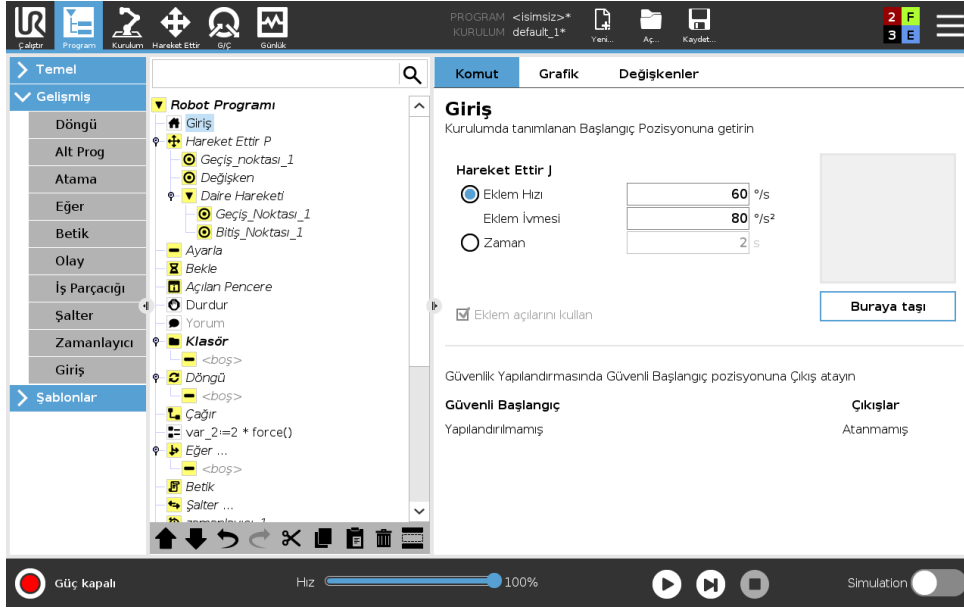 PROGRAM <isimsiz>*
KURULUM default_1*
UR
Çalıştır
Program
Kurulum
Hareket Ettir
G/Ç
Günlük
Yeni...
Aç...
Kaydet...
2 F
3 E
Temel
Gelişmiş
Döngü
Alt Prog
Atama
Eğer
Betik
Olay
İş Parçacığı
Şalter
Zamanlayıcı
Giriş
Şablonlar
Robot Programı
Giriş
Hareket Ettir P
Geçiş_noktası_1
Değişken
Daire Hareketi
Geçiş_Noktası_1
Bitiş_Noktası_1
Ayarla
Bekle
Açılan Pencere
Durdur
Yorum
Klasör
<boş>
Döngü
<boş>
Çağır
var_2:=2 * force()
Eğer ...
<boş>
Betik
Şalter ...
Komut
Grafik
Değişkenler
Giriş
Kurulumda tanımlanan Başlangıç Pozisyonuna getirin
Hareket Ettir J
Eklem Hızı 60 °/s
Eklem İvmesi 80 °/s²
Zaman 2 s
Eklem açılarını kullan
Buraya taşı
Güvenlik Yapılandırmasında Güvenli Başlangıç pozisyonuna Çıkış atayın
Güvenli Başlangıç Çıkışlar
Yapılandırılmamış Atanmamış
Güç kapalı
Hız 100%
Simulation